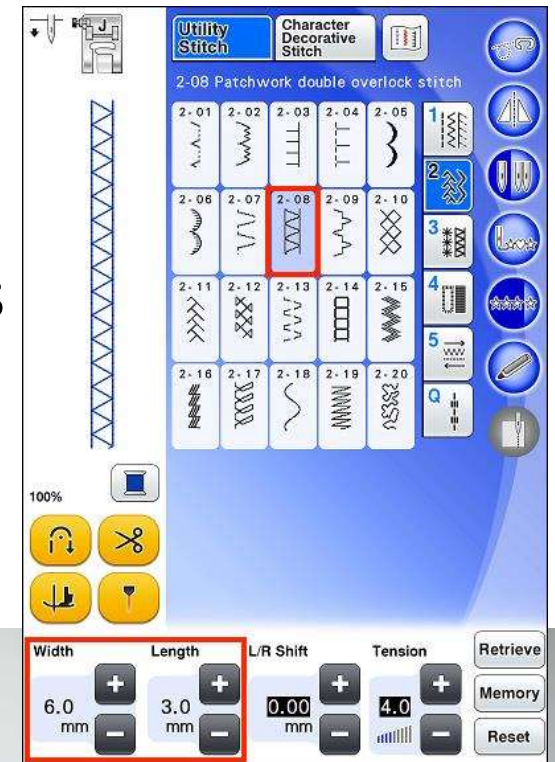 J
Utility
Stitch
Character
Decorative
Stitch
2-08 Patchwork double overlock stitch
2-01 2-02 2-03 2-04 2-05
1
2-06 2-07 2-08 2-09 2-10
2
3
2-11 2-12 2-13 2-14 2-15
4
5
2-16 2-17 2-18 2-19 2-20
Q
100%
Width Length L/R Shift Tension
Retrieve
6.0 3.0 0.00 4.0
mm mm mm
Memory
Reset